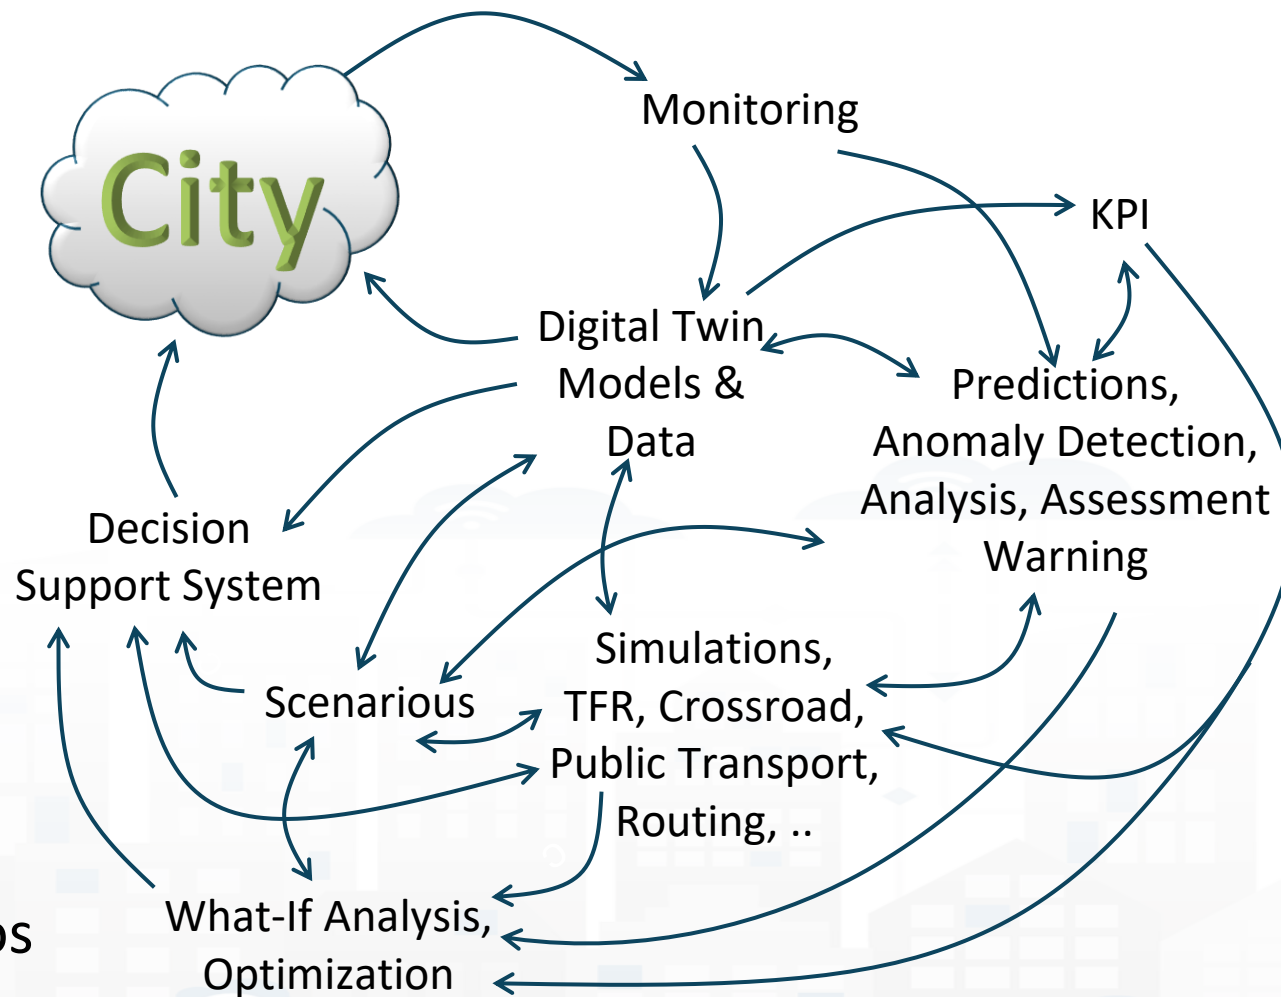 City
Monitoring
KPI
Digital Twin
Models &
Data
Predictions,
Anomaly Detection,
Analysis, Assessment
Warning
Decision
Support System
Scenarious
Simulations,
TFR, Crossroad,
Public Transport,
Routing, ..
What-If Analysis,
Optimization